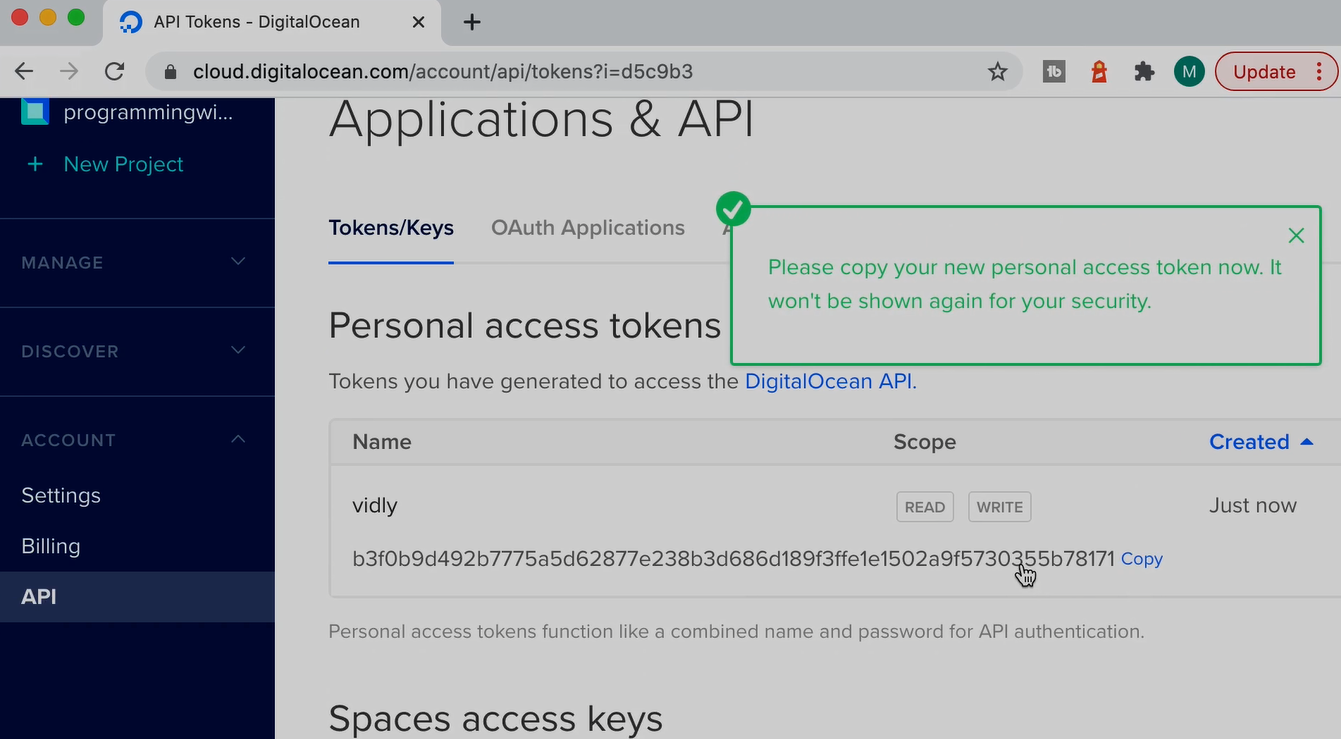 API Tokens - DigitalOcean
cloud.digitalocean.com/account/api/tokens?i=d5c9b3
tb
M
Update
programmingwi...
+ New Project
MANAGE
DISCOVER
ACCOUNT
Settings
Billing
API
Applications & API
Tokens/Keys OAuth Applications
Please copy your new personal access token now. It
won't be shown again for your security.
Personal access tokens
Tokens you have generated to access the DigitalOcean API.
Name Scope Created
vidly READ WRITE Just now
b3f0b9d492b7775a5d62877e238b3d686d189f3ffe1e1502a9f5730355b78171 Copy
Personal access tokens function like a combined name and password for API authentication.
Spaces access keys